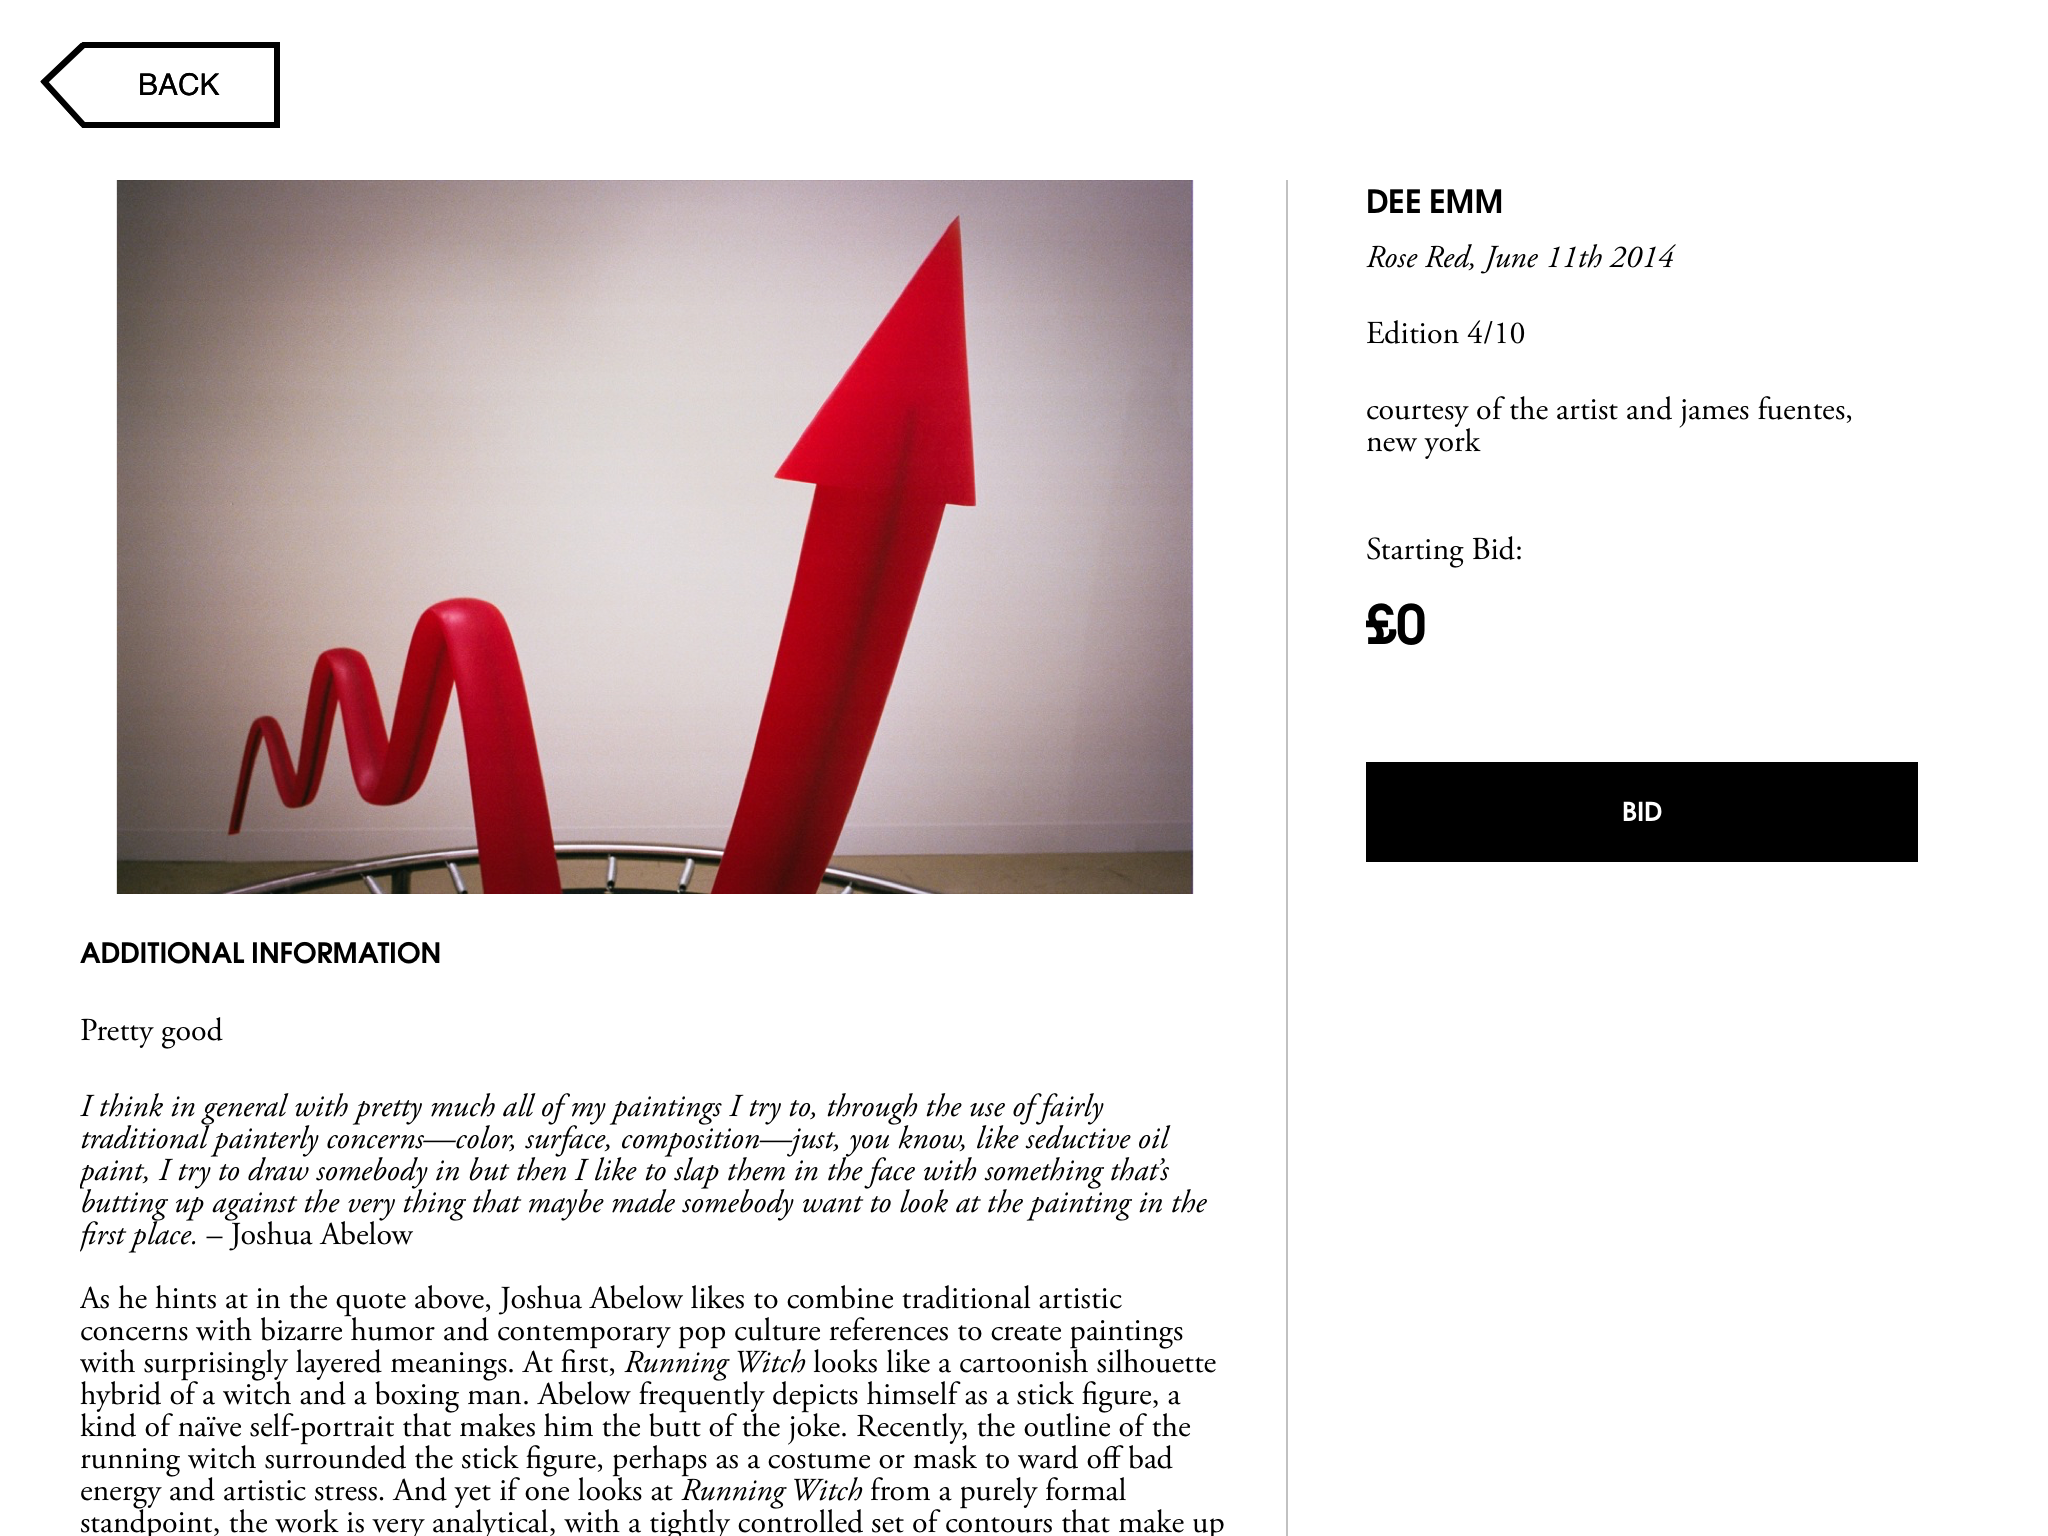 BACK
DEE EMM
Rose Red, June 11th 2014
Edition 4/10
courtesy of the artist and james fuentes,
new york
Starting Bid:
£0
BID
ADDITIONAL INFORMATION
Pretty good
I think in general with pretty much all of my paintings I try to, through the use of fairly
traditional painterly concerns—color, surface, composition—just, you know, like seductive oil
paint, I try to draw somebody in but then I like to slap them in the face with something that’s
butting up against the very thing that maybe made somebody want to look at the painting in the
first place. – Joshua Abelow
As he hints at in the quote above, Joshua Abelow likes to combine traditional artistic
concerns with bizarre humor and contemporary pop culture references to create paintings
with surprisingly layered meanings. At first, Running Witch looks like a cartoonish silhouette
hybrid of a witch and a boxing man. Abelow frequently depicts himself as a stick figure, a
kind of naïve self-portrait that makes him the butt of the joke. Recently, the outline of the
running witch surrounded the stick figure, perhaps as a costume or mask to ward off bad
energy and artistic stress. And yet if one looks at Running Witch from a purely formal
standpoint, the work is very analytical, with a tightly controlled set of contours that make up